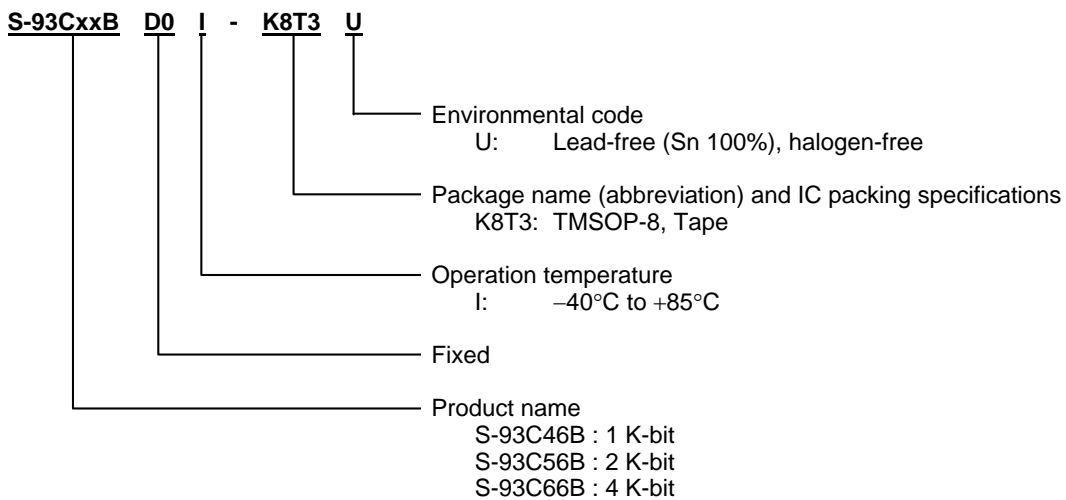 S-93CxxB D0 I - K8T3 U
Environmental code
U: Lead-free (Sn 100%), halogen-free
Package name (abbreviation) and IC packing specifications
K8T3: TMSOP-8, Tape
Operation temperature
I: −40°C to +85°C
Fixed
Product name
S-93C46B : 1 K-bit
S-93C56B : 2 K-bit
S-93C66B : 4 K-bit